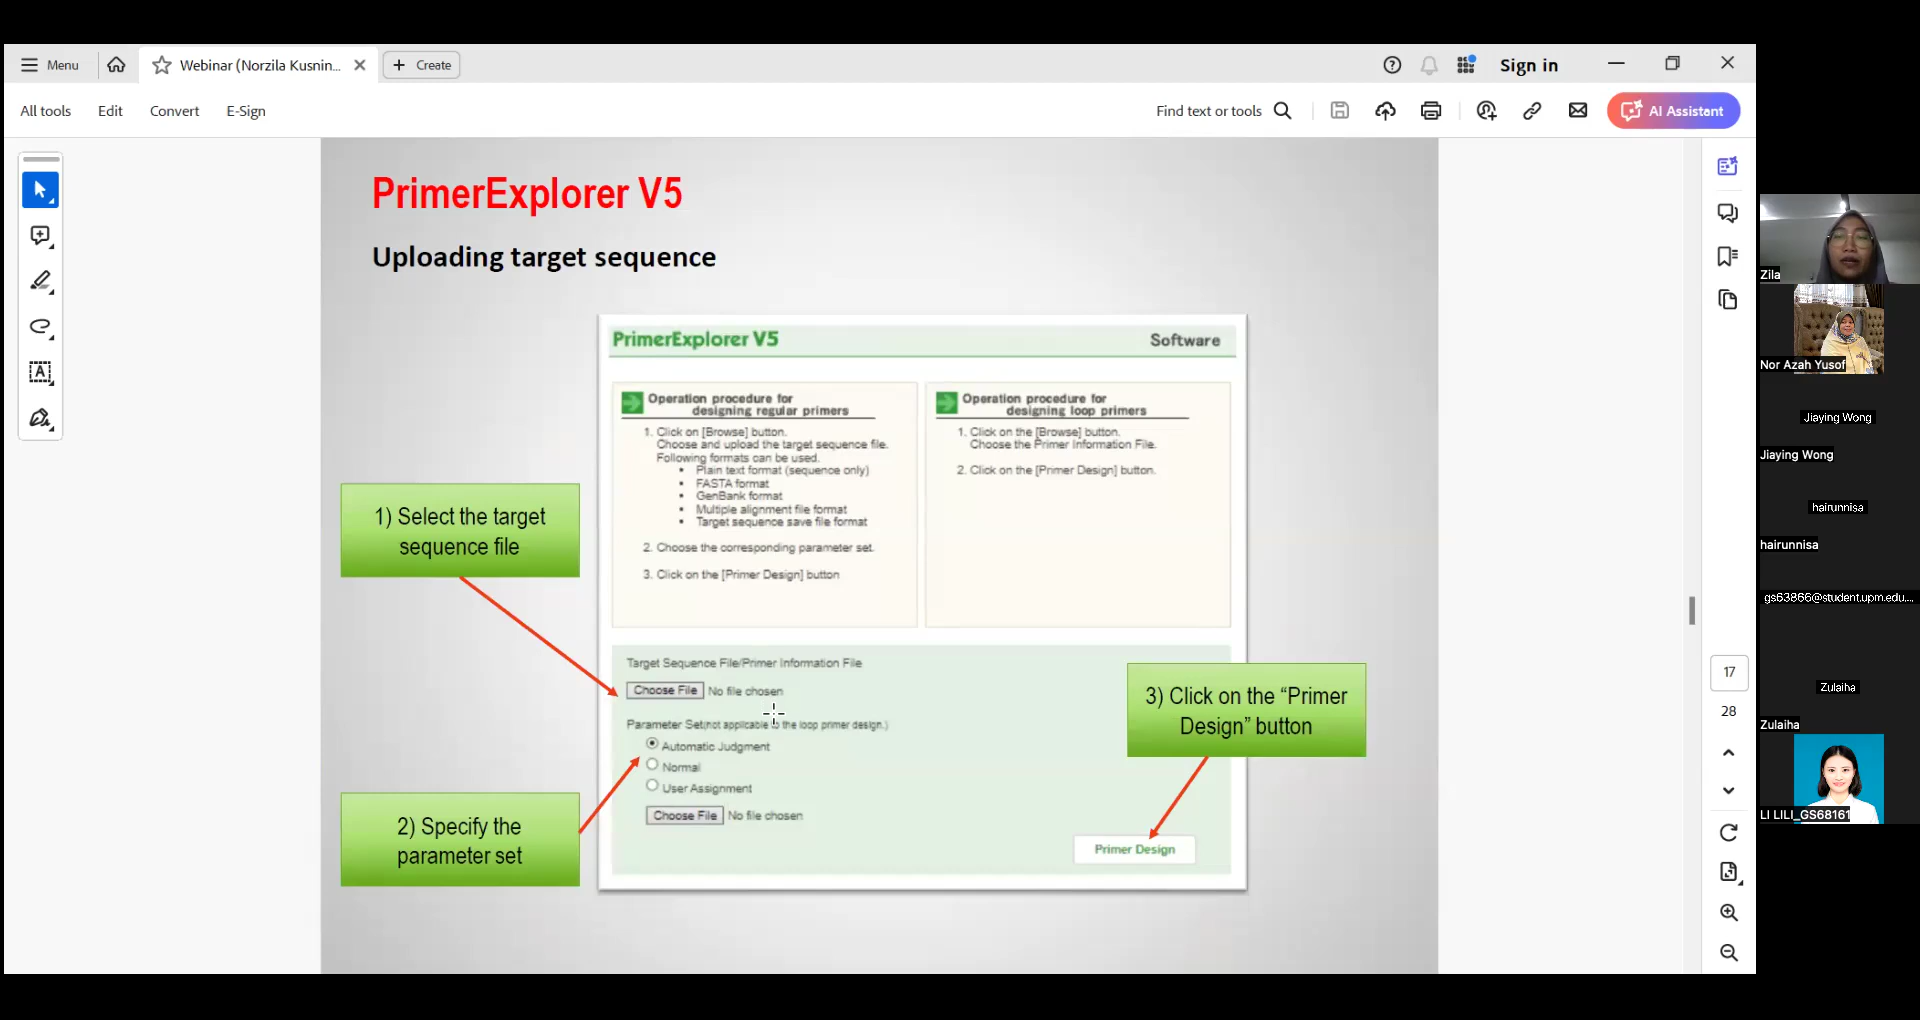 Menu
Webinar (Norzila Kusnin...
Create
Sign in
All tools
Edit
Convert
E-Sign
Find text or tools
AI Assistant
PrimerExplorer V5
Uploading target sequence
PrimerExplorer V5
Software
Operation procedure for
designing regular primers
1. Click on [Browse] button.
Choose and upload the target sequence file.
Following formats can be used.
• Plain text format (sequence only)
• FASTA format
• GenBank format
• Multiple alignment file format
• Target sequence save file format
2. Choose the corresponding parameter set.
3. Click on the [Primer Design] button
Operation procedure for
designing loop primers
1. Click on the [Browse] button.
Choose the Primer Information File.
2. Click on the [Primer Design] button.
1) Select the target
sequence file
Target Sequence File/Primer Information File
Choose File No file chosen
Parameter Set(not applicable to the loop primer design.)
Automatic Judgment
Normal
User Assignment
Choose File No file chosen
2) Specify the
parameter set
3) Click on the “Primer
Design” button
Primer Design
17
28
Zila
Nor Azah Yusof
Jiaying Wong
Jiaying Wong
hairunnisa
hairunnisa
gs63866@student.upm.edu....
Zulaiha
Zulaiha
LI LILI_GS68161